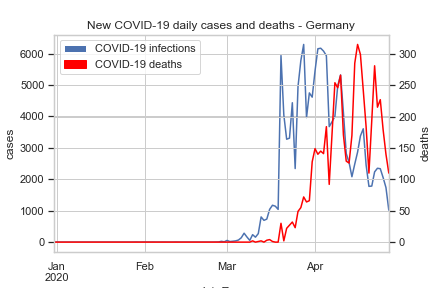 New COVID-19 daily cases and deaths - Germany
COVID-19 infections
COVID-19 deaths
6000
5000
4000
3000
2000
1000
0
cases
300
250
200
150
100
50
0
deaths
Jan
2020
Feb
Mar
Apr